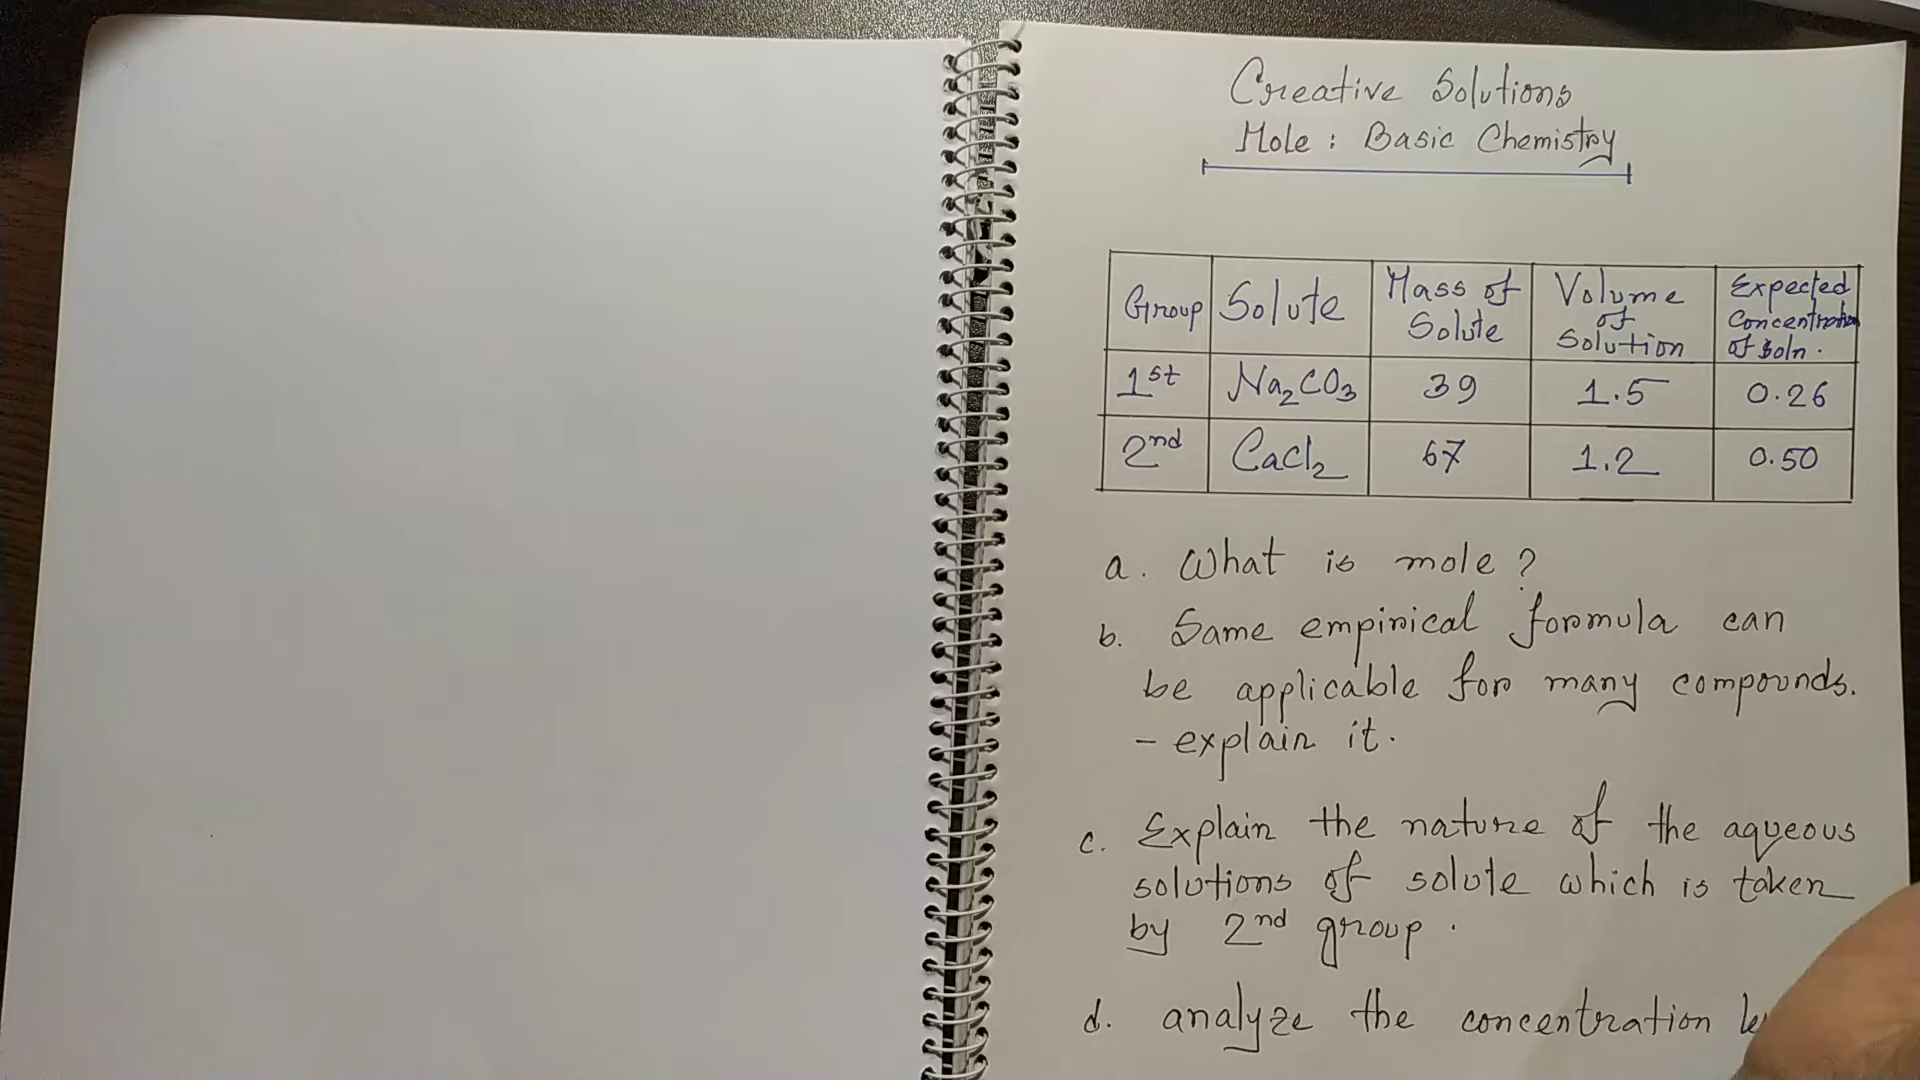 Creative Solutions
Mole : Basic Chemistry
Group Solute Mass of Solute Volume of Solution Expected Concentration of Soln.
1st Na2CO3 39 1.5 0.26
2nd CaCl2 67 1.2 0.50
a. What is mole ?
b. Same empirical formula can
be applicable for many compounds.
- explain it.
c. Explain the nature of the aqueous
solutions of solute which is taken
by 2nd group.
d. analyze the concentration